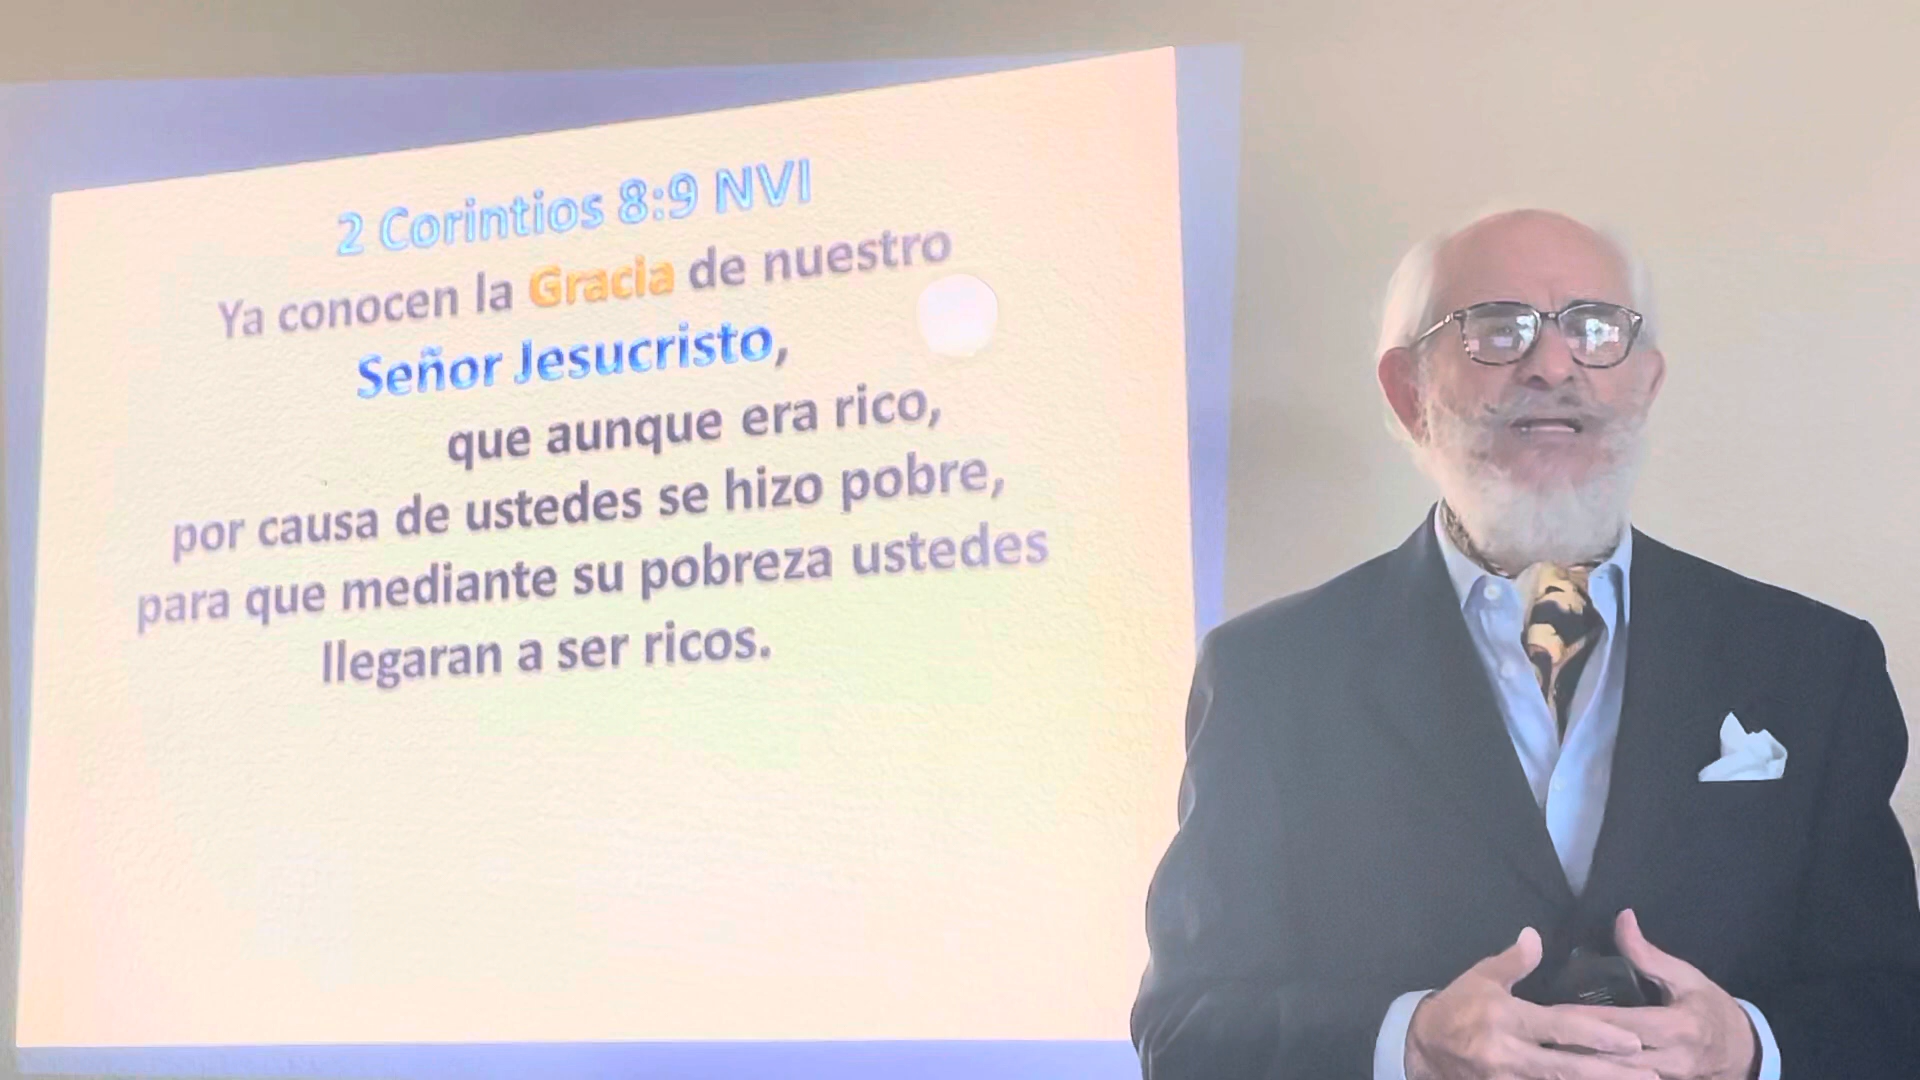 2 Corintios 8:9 NVI
Ya conocen la Gracia de nuestro
Señor Jesucristo,
que aunque era rico,
por causa de ustedes se hizo pobre,
para que mediante su pobreza ustedes
llegaran a ser ricos.